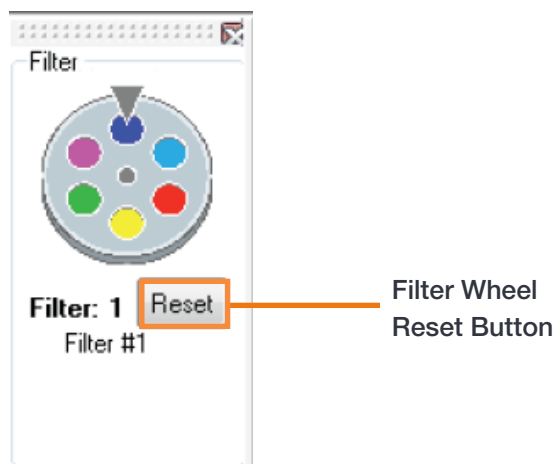 Filter
Filter: 1 Reset
Filter #1
Filter Wheel
Reset Button